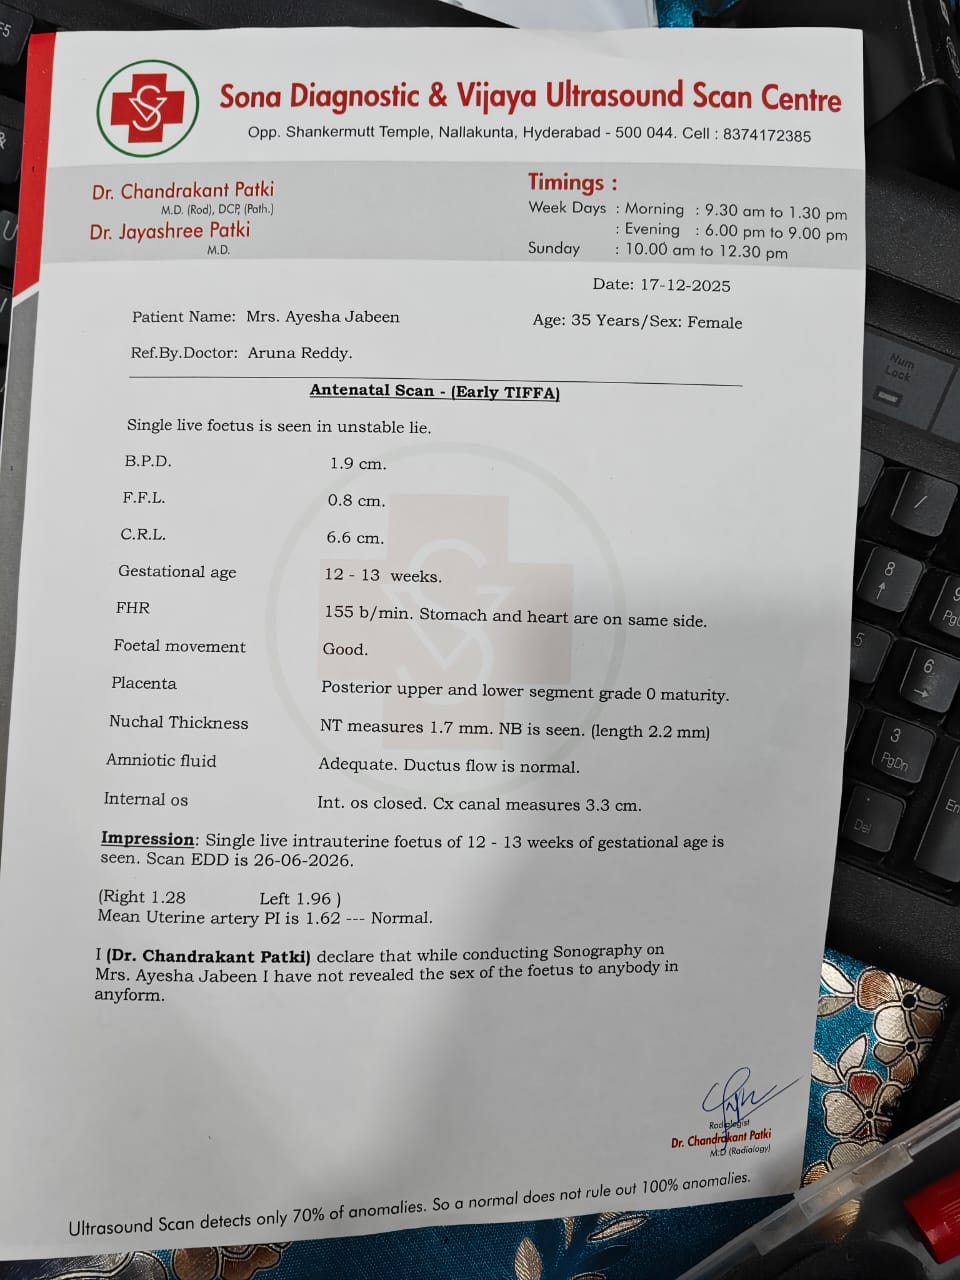 Sona Diagnostic & Vijaya Ultrasound Scan Centre
Opp. Shankermutt Temple, Nallakunta, Hyderabad - 500 044. Cell : 8374172385
Dr. Chandrakant Patki
M.D. (Rod), DCP, (Path.)
Dr. Jayashree Patki
M.D.
Timings :
Week Days : Morning : 9.30 am to 1.30 pm
: Evening : 6.00 pm to 9.00 pm
Sunday : 10.00 am to 12.30 pm
Date: 17-12-2025
Patient Name: Mrs. Ayesha Jabeen
Age: 35 Years/Sex: Female
Ref.By.Doctor: Aruna Reddy.
Antenatal Scan - (Early TIFFA)
Single live foetus is seen in unstable lie.
B.P.D. 1.9 cm.
F.F.L. 0.8 cm.
C.R.L. 6.6 cm.
Gestational age 12 - 13 weeks.
FHR 155 b/min. Stomach and heart are on same side.
Foetal movement Good.
Placenta Posterior upper and lower segment grade 0 maturity.
Nuchal Thickness NT measures 1.7 mm. NB is seen. (length 2.2 mm)
Amniotic fluid Adequate. Ductus flow is normal.
Internal os Int. os closed. Cx canal measures 3.3 cm.
Impression: Single live intrauterine foetus of 12 - 13 weeks of gestational age is
seen. Scan EDD is 26-06-2026.
(Right 1.28 Left 1.96 )
Mean Uterine artery PI is 1.62 --- Normal.
I (Dr. Chandrakant Patki) declare that while conducting Sonography on
Mrs. Ayesha Jabeen I have not revealed the sex of the foetus to anybody in
anyform.
Radiologist
Dr. Chandrakant Patki
M.D (Radialogy)
Ultrasound Scan detects only 70% of anomalies. So a normal does not rule out 100% anomalies.
Num
Lock
/
8
5
6
3
PgDn
Del